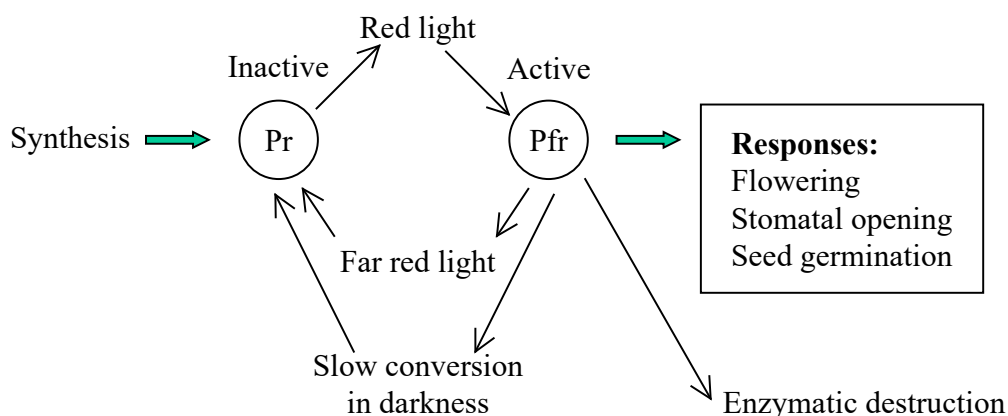 Red light
Inactive
Active
Synthesis
Pr
Pfr
Responses:
Flowering
Stomatal opening
Seed germination
Far red light
Slow conversion
in darkness
Enzymatic destruction